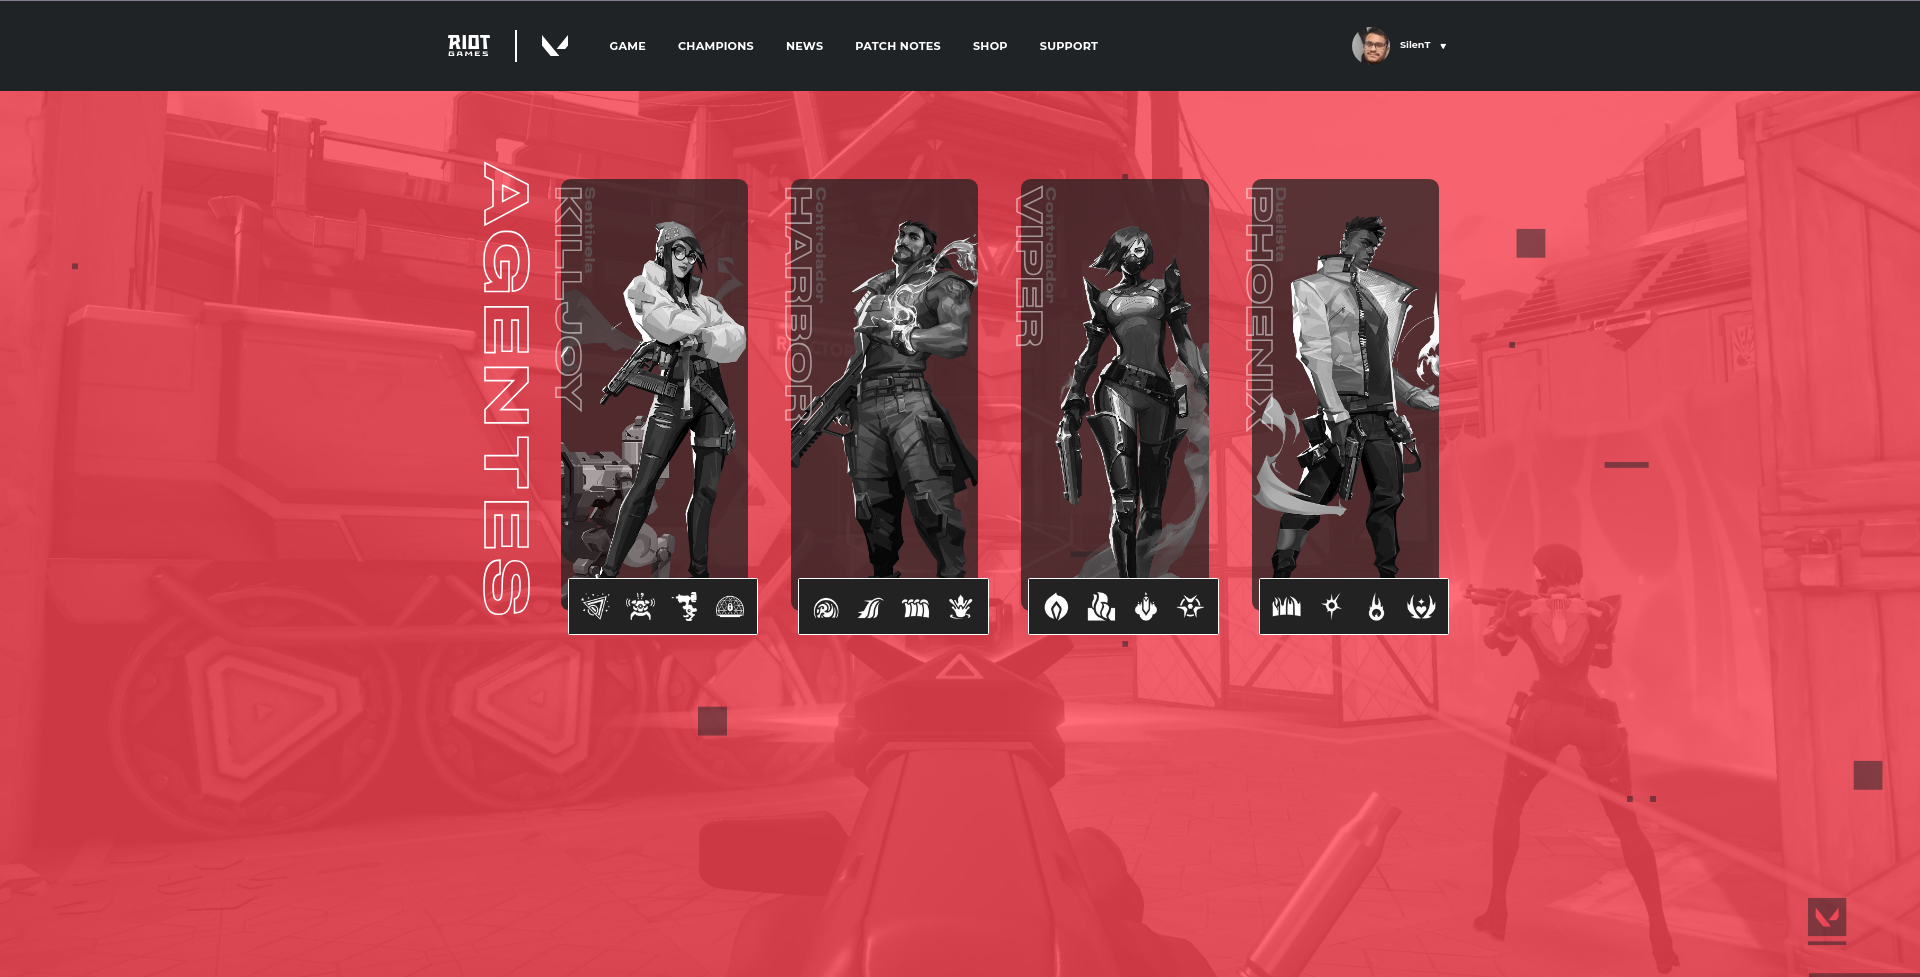 RIOT
GAMES
GAME
CHAMPIONS
NEWS
PATCH NOTES
SHOP
SUPPORT
SilenT
AGENTES
KILLJOY
Sentinela
HARBOR
Controlador
VIPER
Controlador
PHOENIX
Duelista